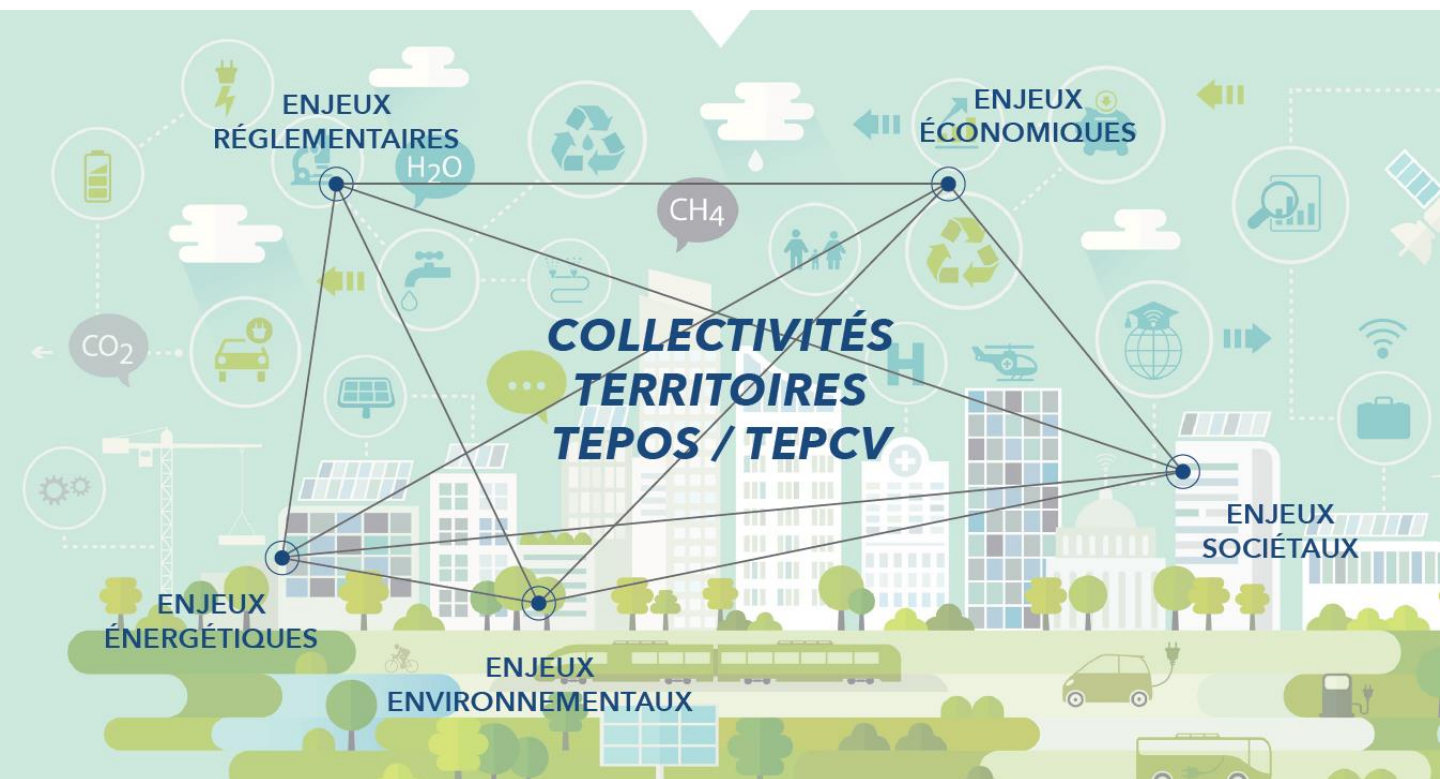 ENJEUX
RÉGLEMENTAIRES
ENJEUX
ÉCONOMIQUES
H2O
CH4
CO2
COLLECTIVITÉS
TERRITOIRES
TEPOS / TEPCV
H
ENJEUX
SOCIÉTAUX
ENJEUX
ÉNERGÉTIQUES
ENJEUX
ENVIRONNEMENTAUX